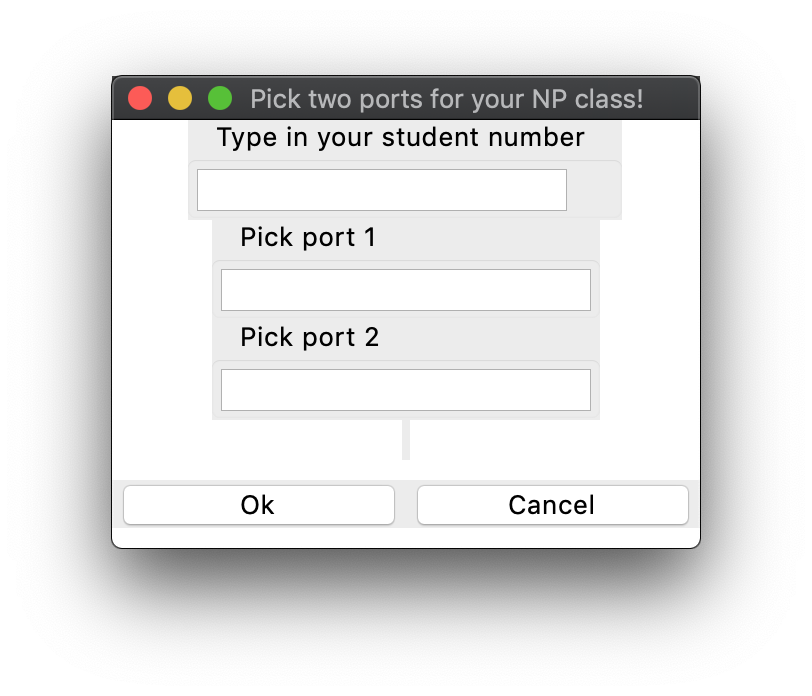 Pick two ports for your NP class!
Type in your student number
Pick port 1
Pick port 2
Ok
Cancel